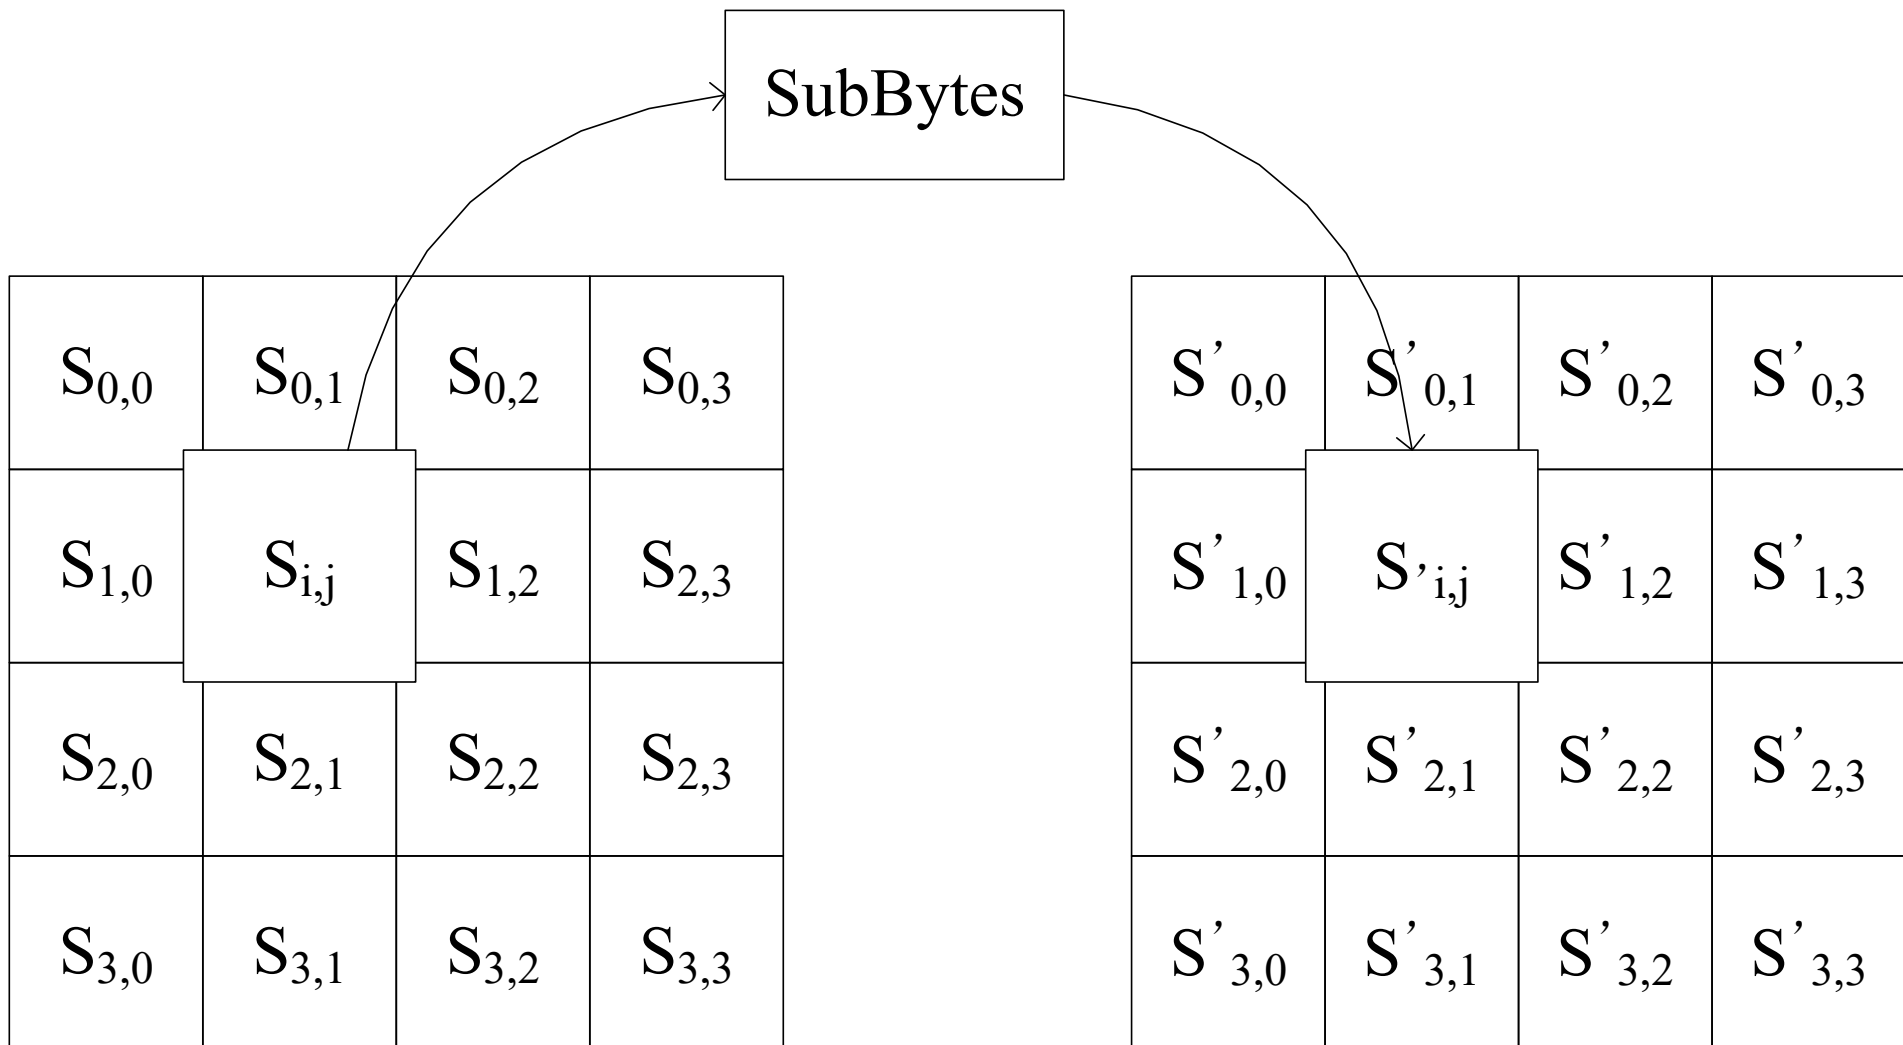 SubBytes
S0,0 S0,1 S0,2 S0,3 S’0,0 S’0,1 S’0,2 S’0,3
S1,0 Si,j S1,2 S2,3 S’1,0 S’i,j S’1,2 S’1,3
S2,0 S2,1 S2,2 S2,3 S’2,0 S’2,1 S’2,2 S’2,3
S3,0 S3,1 S3,2 S3,3 S’3,0 S’3,1 S’3,2 S’3,3